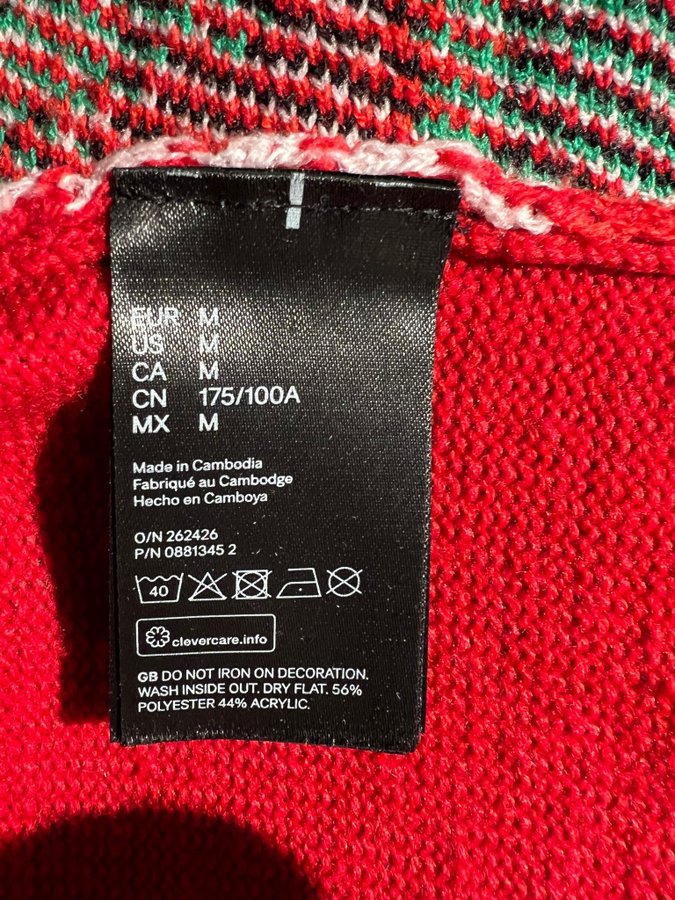 EUR M
US M
CA M
CN 175/100A
MX M
Made in Cambodia
Fabriqué au Cambodge
Hecho en Camboya
O/N 262426
P/N 0881345 2
40
clevercare.info
GB DO NOT IRON ON DECORATION.
WASH INSIDE OUT. DRY FLAT. 56%
POLYESTER 44% ACRYLIC.